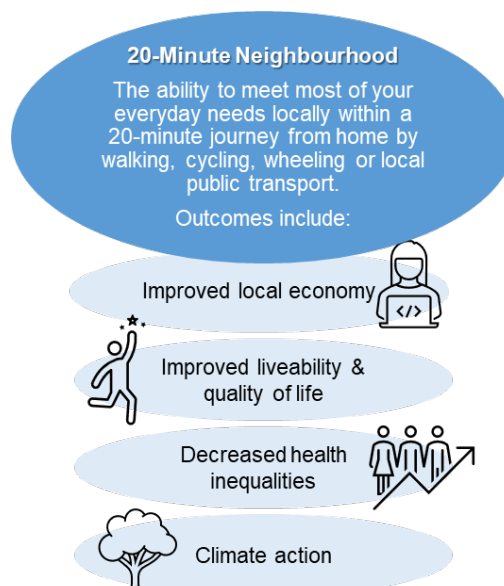 20-Minute Neighbourhood
The ability to meet most of your
everyday needs locally within a
20-minute journey from home by
walking, cycling, wheeling or local
public transport.
Outcomes include:
Improved local economy
</>
Improved liveability &
quality of life
Decreased health
inequalities
Climate action